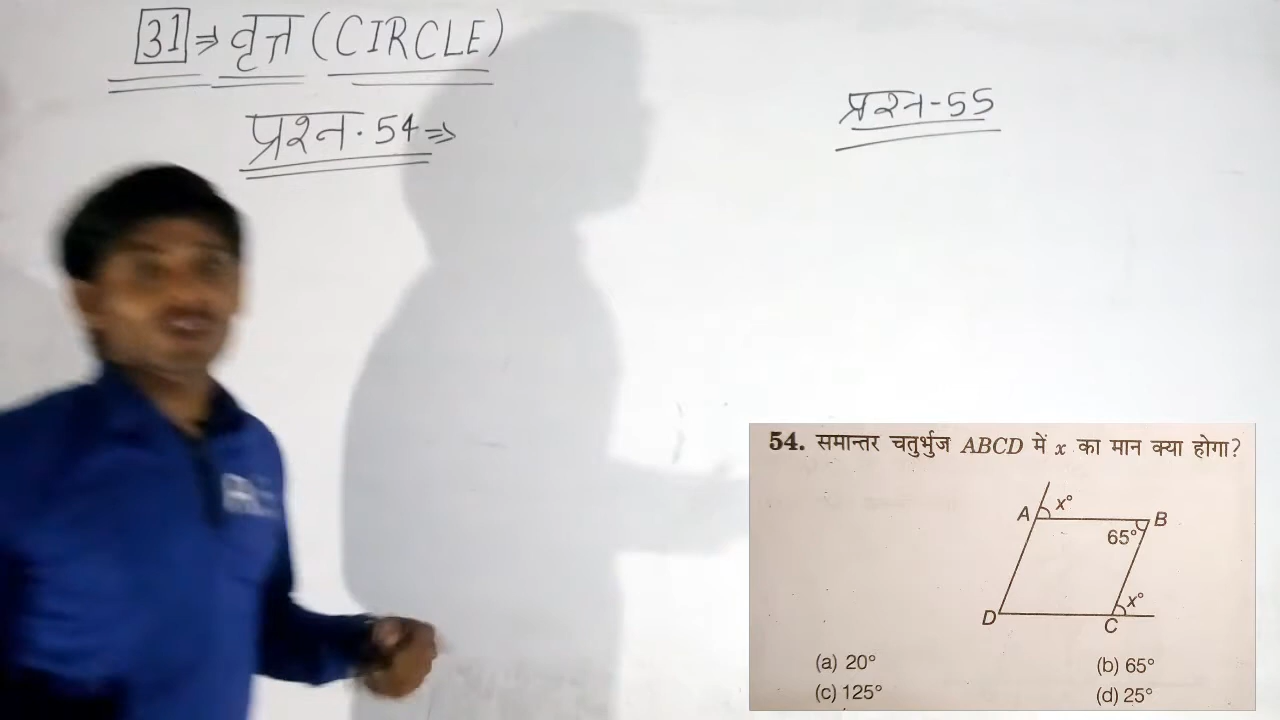 31 ⇒ वृत्त (CIRCLE)
प्रश्न. 54 ⇒
प्रश्न-55
54. समान्तर चतुर्भुज ABCD में x का मान क्या होगा?
A x° B
65°
x°
D C
(a) 20° (b) 65°
(c) 125° (d) 25°